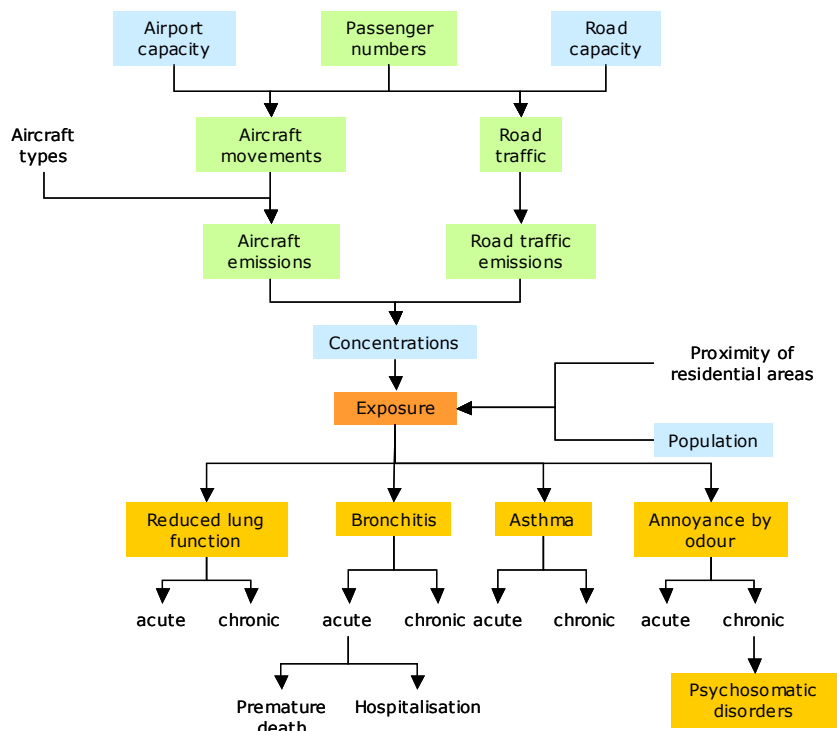 Airport
capacity
Passenger
numbers
Road
capacity
Aircraft
types
Aircraft
movements
Road
traffic
Aircraft
emissions
Road traffic
emissions
Concentrations
Proximity of
residential areas
Exposure
Population
Reduced lung
function
Bronchitis
Asthma
Annoyance by
odour
acute
chronic
acute
chronic
acute
chronic
acute
chronic
Premature
death
Hospitalisation
Psychosomatic
disorders